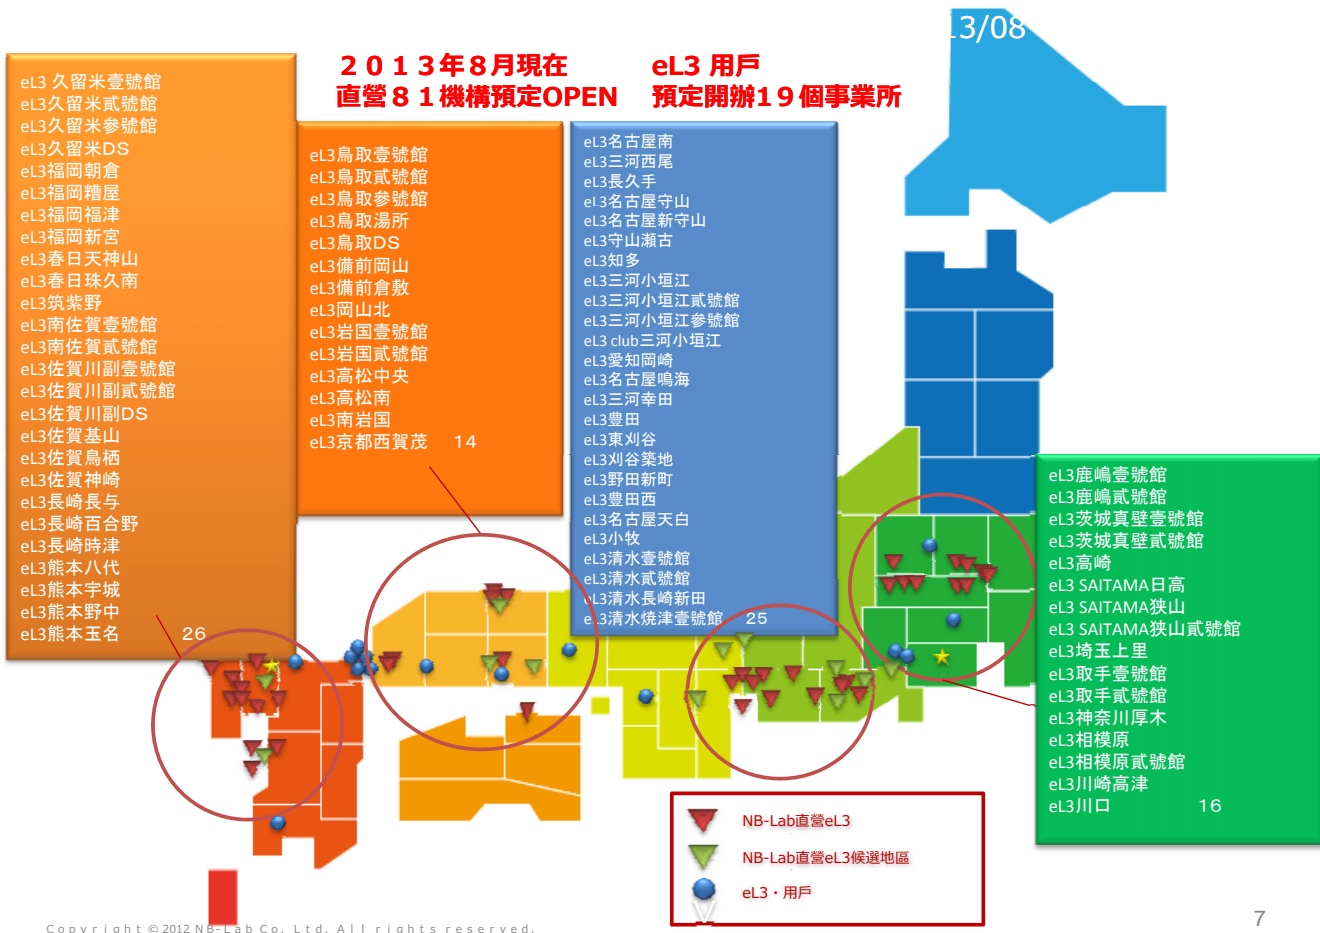 13/08
２０１３年８月現在
直營８１機構預定OPEN
eL3 用戶
預定開辦1９個事業所
eL3 久留米壹號館
eL3久留米貳號館
eL3久留米參號館
eL3久留米DS
eL3福岡朝倉
eL3福岡糟屋
eL3福岡福津
eL3福岡新宮
eL3春日天神山
eL3春日珠久南
eL3筑紫野
eL3南佐賀壹號館
eL3南佐賀貳號館
eL3佐賀川副壹號館
eL3佐賀川副貳號館
eL3佐賀川副DS
eL3佐賀基山
eL3佐賀鳥栖
eL3佐賀神崎
eL3長崎長与
eL3長崎百合野
eL3長崎時津
eL3熊本八代
eL3熊本宇城
eL3熊本野中
eL3熊本玉名 26
eL3鳥取壹號館
eL3鳥取貳號館
eL3鳥取參號館
eL3鳥取湯所
eL3鳥取DS
eL3備前岡山
eL3備前倉敷
eL3岡山北
eL3岩国壹號館
eL3岩国貳號館
eL3高松中央
eL3高松南
eL3南岩国
eL3京都西賀茂 14
eL3名古屋南
eL3三河西尾
eL3長久手
eL3名古屋守山
eL3名古屋新守山
eL3守山瀬古
eL3知多
eL3三河小垣江
eL3三河小垣江貳號館
eL3三河小垣江參號館
eL3 club三河小垣江
eL3愛知岡崎
eL3名古屋鳴海
eL3三河幸田
eL3豊田
eL3東刈谷
eL3刈谷築地
eL3野田新町
eL3豊田西
eL3名古屋天白
eL3小牧
eL3清水壹號館
eL3清水貳號館
eL3清水長崎新田
eL3清水焼津壹號館 25
eL3鹿嶋壹號館
eL3鹿嶋貳號館
eL3茨城真壁壹號館
eL3茨城真壁貳號館
eL3高崎
eL3 SAITAMA日高
eL3 SAITAMA狭山
eL3 SAITAMA狭山貳號館
eL3埼玉上里
eL3取手壹號館
eL3取手貳號館
eL3神奈川厚木
eL3相模原
eL3相模原貳號館
eL3川崎高津
eL3川口 16
NB-Lab直營eL3
NB-Lab直營eL3候選地區
eL3・用戶
Copyright ©2012 NB-Lab Co. Ltd. All rights reserved.
7